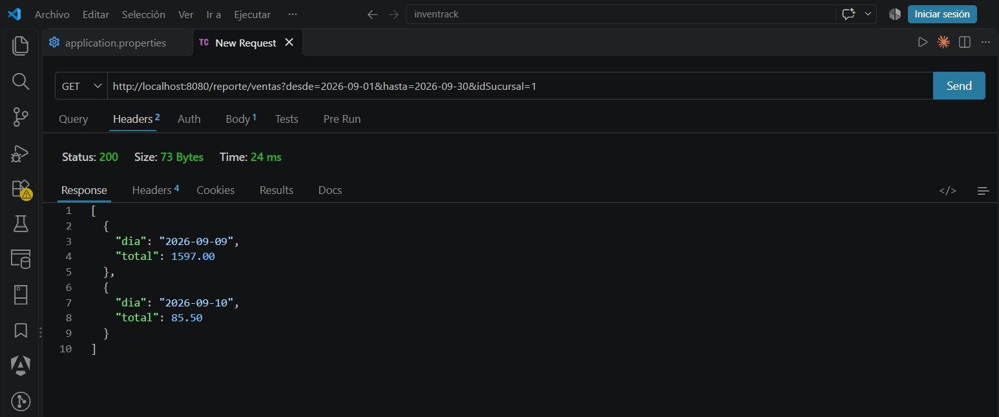 Archivo Editar Selección Ver Ir a Ejecutar ··· inventrack Iniciar sesión
application.properties TC New Request
GET http://localhost:8080/reporte/ventas?desde=2026-09-01&hasta=2026-09-30&idSucursal=1 Send
Query Headers 2 Auth Body 1 Tests Pre Run
Status: 200 Size: 73 Bytes Time: 24 ms
Response Headers 4 Cookies Results Docs </>
1 [
2 {
3 "dia": "2026-09-09",
4 "total": 1597.00
5 },
6 {
7 "dia": "2026-09-10",
8 "total": 85.50
9 }
10 ]